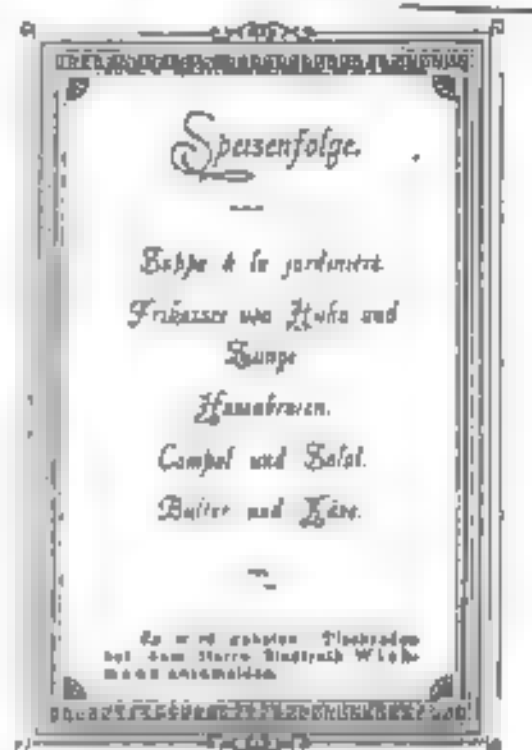 Speisenfolge.
Suppe à la jardinière.
Frikassee von Huhn und
Zunge
Hasenbraten.
Compot und Salat.
Butter und Käse.
Es wird gebeten, Tischreden
bei dem Herrn Stadtrath
anzumelden.